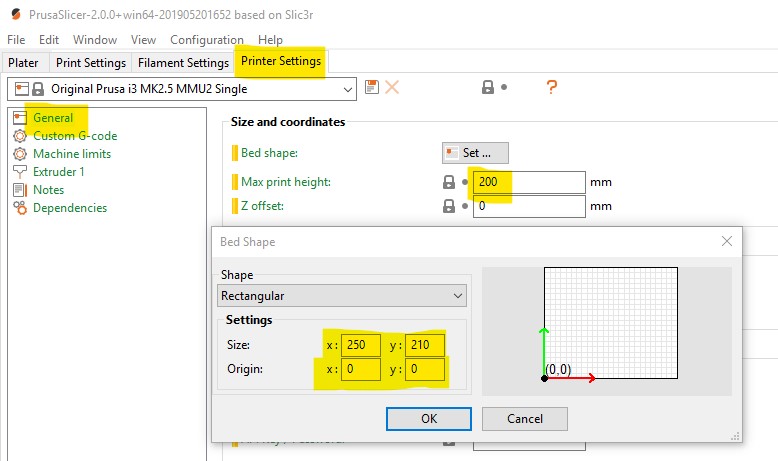 PrusaSlicer-2.0.0+win64-201905201652 based on Slic3r
File Edit Window View Configuration Help
Plater Print Settings Filament Settings Printer Settings
Original Prusa i3 MK2.5 MMU2 Single ?
General
Custom G-code
Machine limits
Extruder 1
Notes
Dependencies
Size and coordinates
Bed shape: Set ...
Max print height: 200 mm
Z offset: 0 mm
Bed Shape
Shape
Rectangular
Settings
Size: x: 250 y: 210
Origin: x: 0 y: 0
(0,0)
OK Cancel